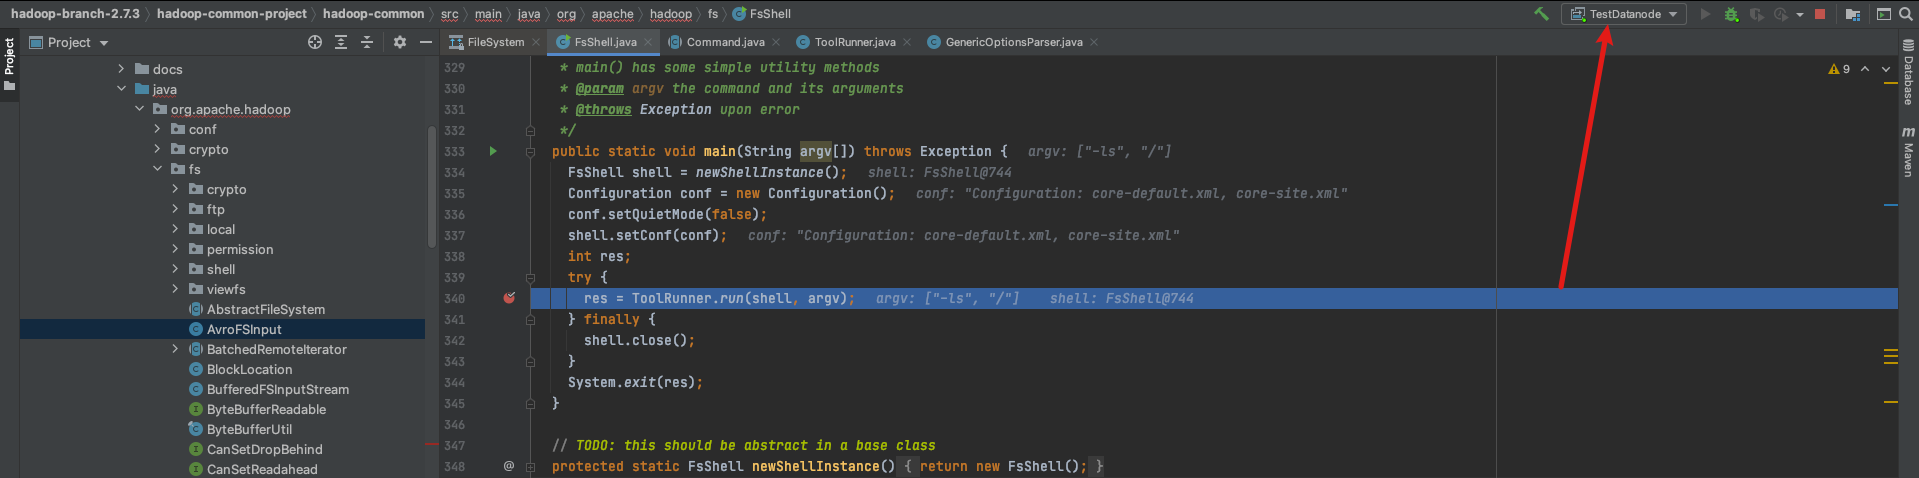 hadoop-branch-2.7.3 › hadoop-common-project › hadoop-common › src › main › java › org › apache › hadoop › fs › FsShell
TestDatanode
Project
FileSystem
FsShell.java
Command.java
ToolRunner.java
GenericOptionsParser.java
Project
Database
Maven
9
docs
java
org.apache.hadoop
conf
crypto
fs
crypto
ftp
local
permission
shell
viewfs
AbstractFileSystem
AvroFSInput
BatchedRemoteIterator
BlockLocation
BufferedFSInputStream
ByteBufferReadable
ByteBufferUtil
CanSetDropBehind
CanSetReadahead
329 * main() has some simple utility methods
330 * @param argv the command and its arguments
331 * @throws Exception upon error
332 */
333 public static void main(String argv[]) throws Exception { argv: ["-ls", "/"]
334 FsShell shell = newShellInstance(); shell: FsShell@744
335 Configuration conf = new Configuration(); conf: "Configuration: core-default.xml, core-site.xml"
336 conf.setQuietMode(false);
337 shell.setConf(conf); conf: "Configuration: core-default.xml, core-site.xml"
338 int res;
339 try {
340 res = ToolRunner.run(shell, argv); argv: ["-ls", "/"] shell: FsShell@744
341 } finally {
342 shell.close();
343 }
344 System.exit(res);
345 }
346
347 // TODO: this should be abstract in a base class
348 @ protected static FsShell newShellInstance() { return new FsShell(); }